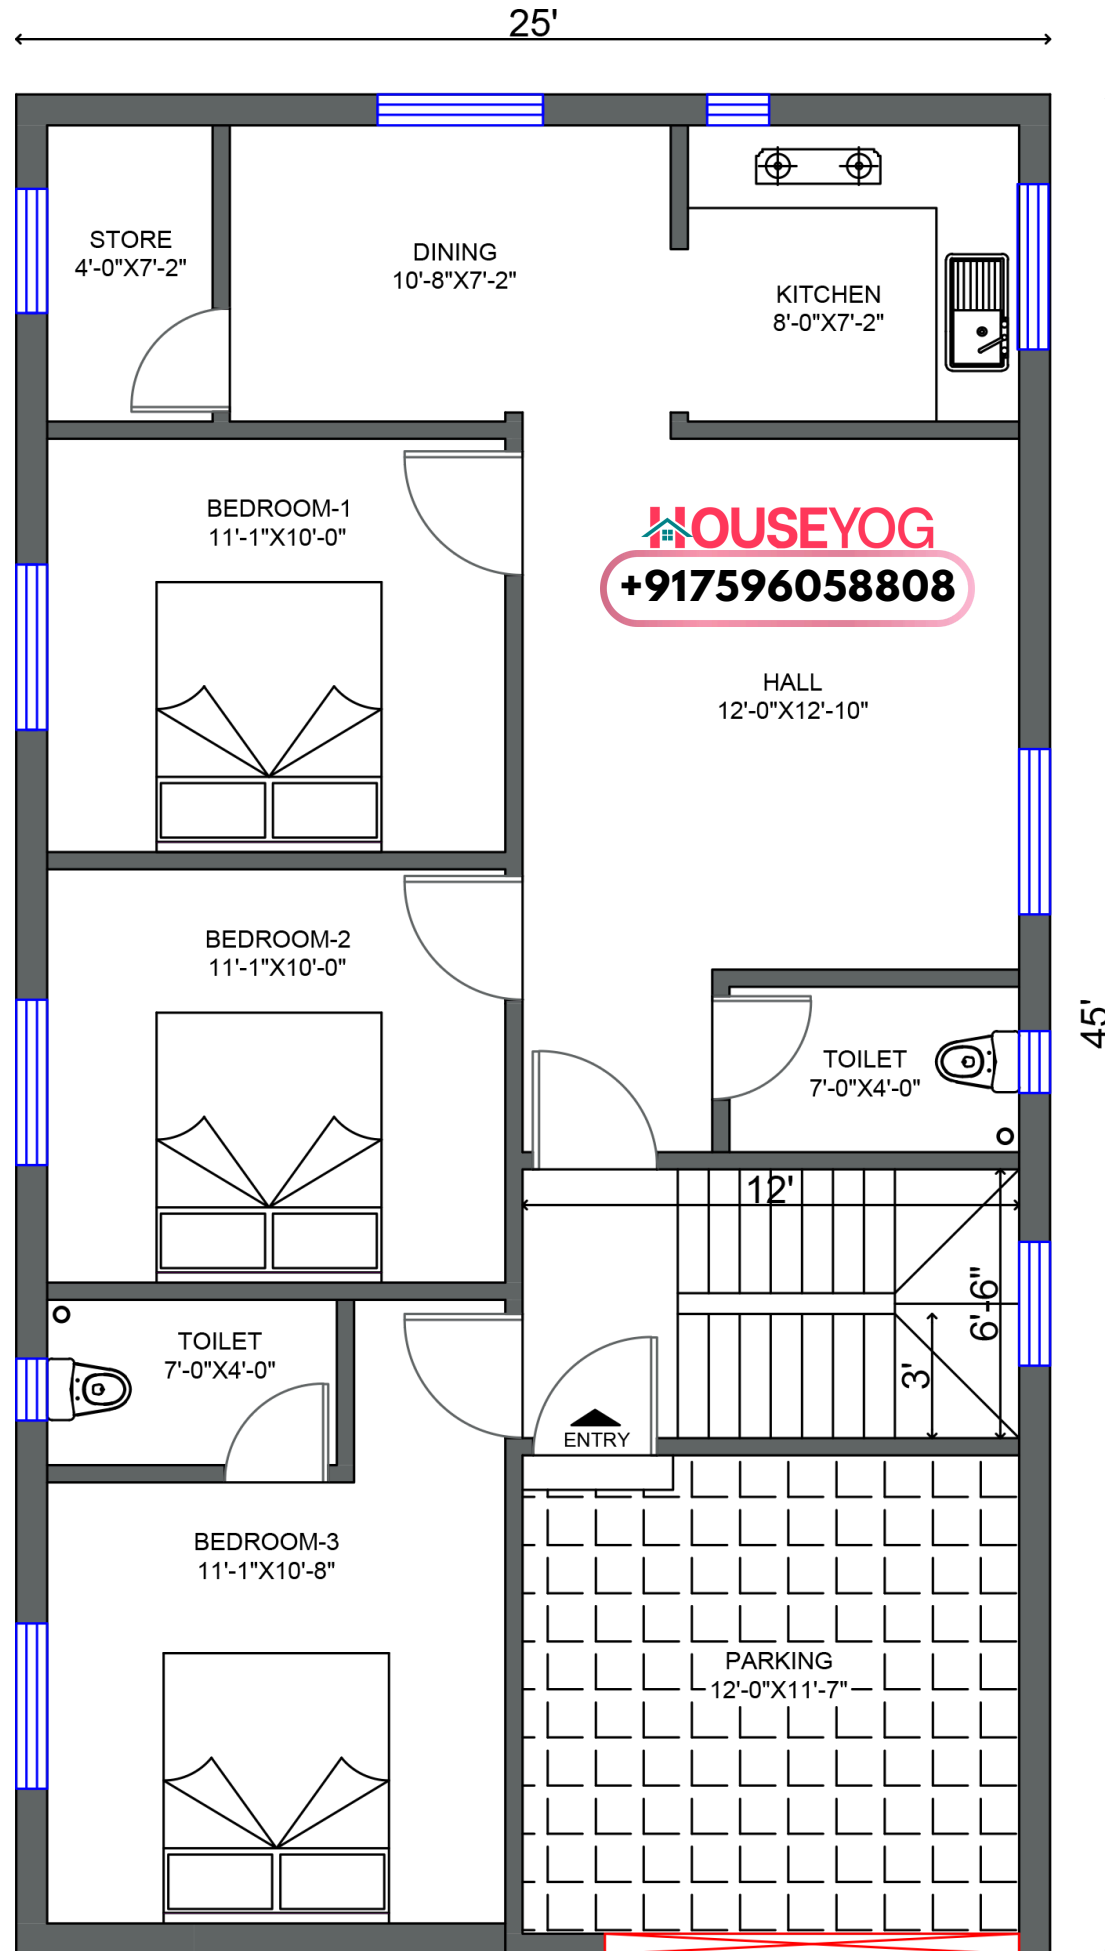 25'
STORE
4'-0"X7'-2"
DINING
10'-8"X7'-2"
KITCHEN
8'-0"X7'-2"
BEDROOM-1
11'-1"X10'-0"
HOUSEYOG
+917596058808
HALL
12'-0"X12'-10"
BEDROOM-2
11'-1"X10'-0"
45'
TOILET
7'-0"X4'-0"
12'
6'-6"
3'
TOILET
7'-0"X4'-0"
ENTRY
BEDROOM-3
11'-1"X10'-8"
PARKING
12'-0"X11'-7"